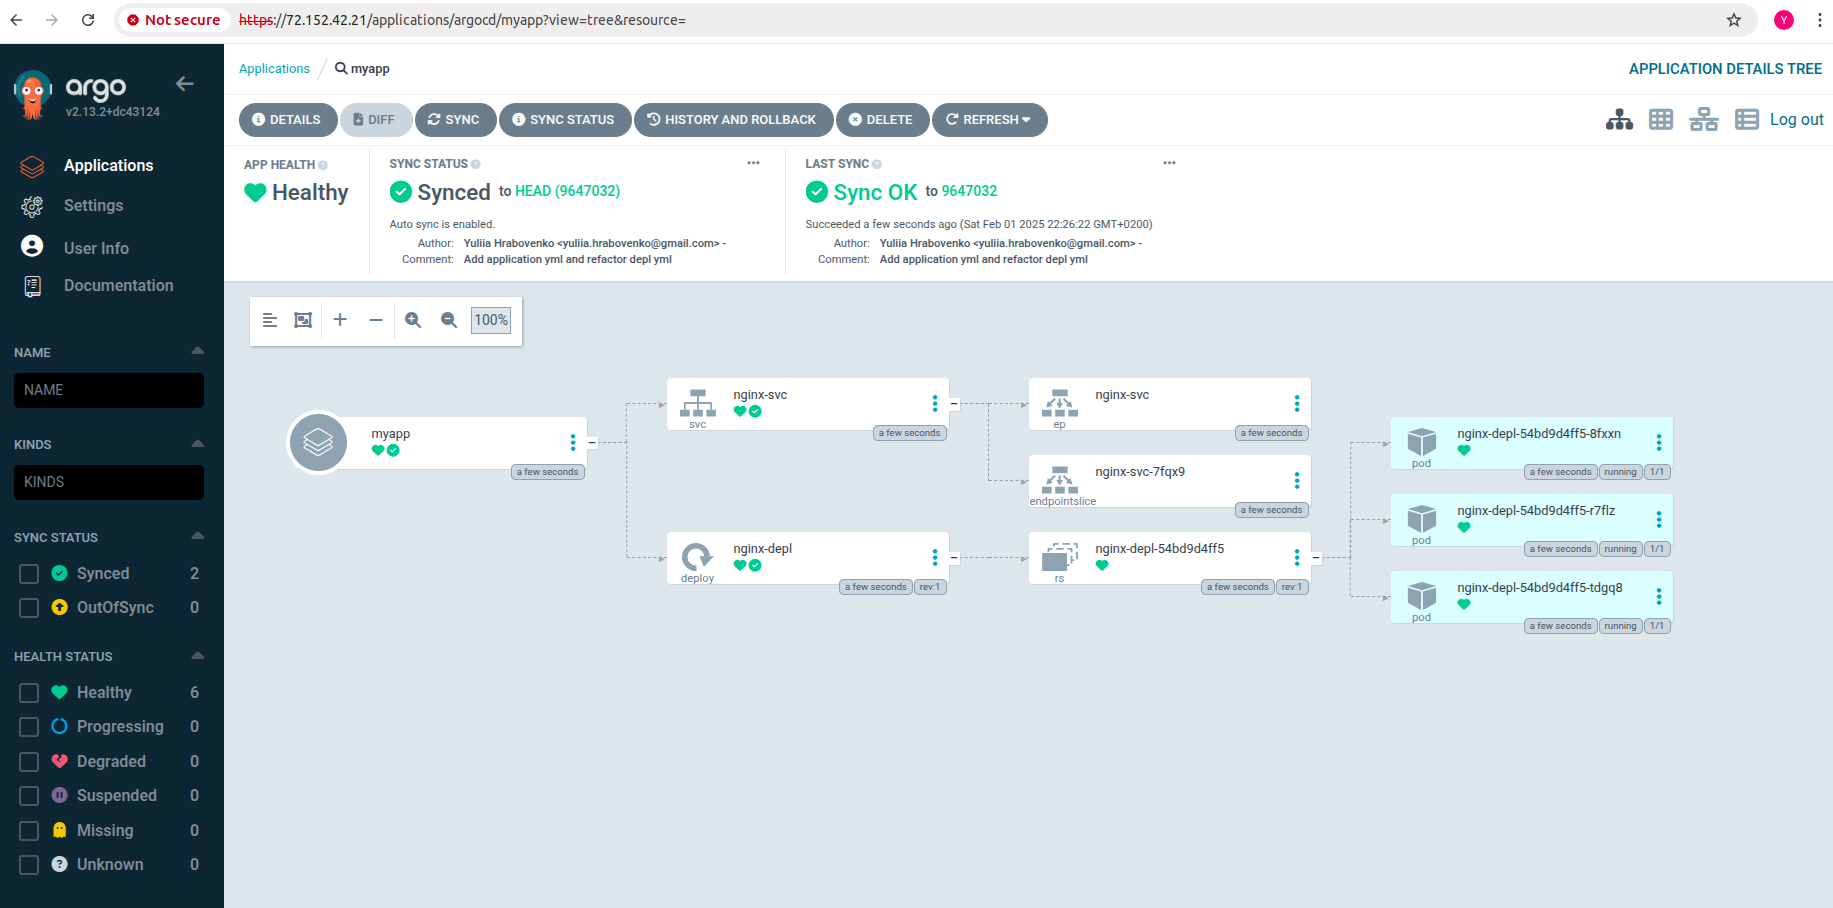 Not secure
https://72.152.42.21/applications/argocd/myapp?view=tree&resource=
Y
argo
v2.13.2+dc43124
Applications
Settings
User Info
Documentation
NAME
NAME
KINDS
KINDS
SYNC STATUS
Synced 2
OutOfSync 0
HEALTH STATUS
Healthy 6
Progressing 0
Degraded 0
Suspended 0
Missing 0
Unknown 0
Applications / myapp
APPLICATION DETAILS TREE
DETAILS DIFF SYNC SYNC STATUS HISTORY AND ROLLBACK DELETE REFRESH
Log out
APP HEALTH
Healthy
SYNC STATUS
Synced to HEAD (9647032)
Auto sync is enabled.
Author: Yuliia Hrabovenko <yuliia.hrabovenko@gmail.com> -
Comment: Add application yml and refactor depl yml
LAST SYNC
Sync OK to 9647032
Succeeded a few seconds ago (Sat Feb 01 2025 22:26:22 GMT+0200)
Author: Yuliia Hrabovenko <yuliia.hrabovenko@gmail.com> -
Comment: Add application yml and refactor depl yml
100%
myapp
a few seconds
nginx-svc
svc
a few seconds
nginx-depl
deploy
a few seconds rev:1
nginx-svc
ep
a few seconds
nginx-svc-7fqx9
endpointslice
a few seconds
nginx-depl-54bd9d4ff5
rs
a few seconds rev:1
nginx-depl-54bd9d4ff5-8fxxn
pod
a few seconds running 1/1
nginx-depl-54bd9d4ff5-r7flz
pod
a few seconds running 1/1
nginx-depl-54bd9d4ff5-tdgq8
pod
a few seconds running 1/1